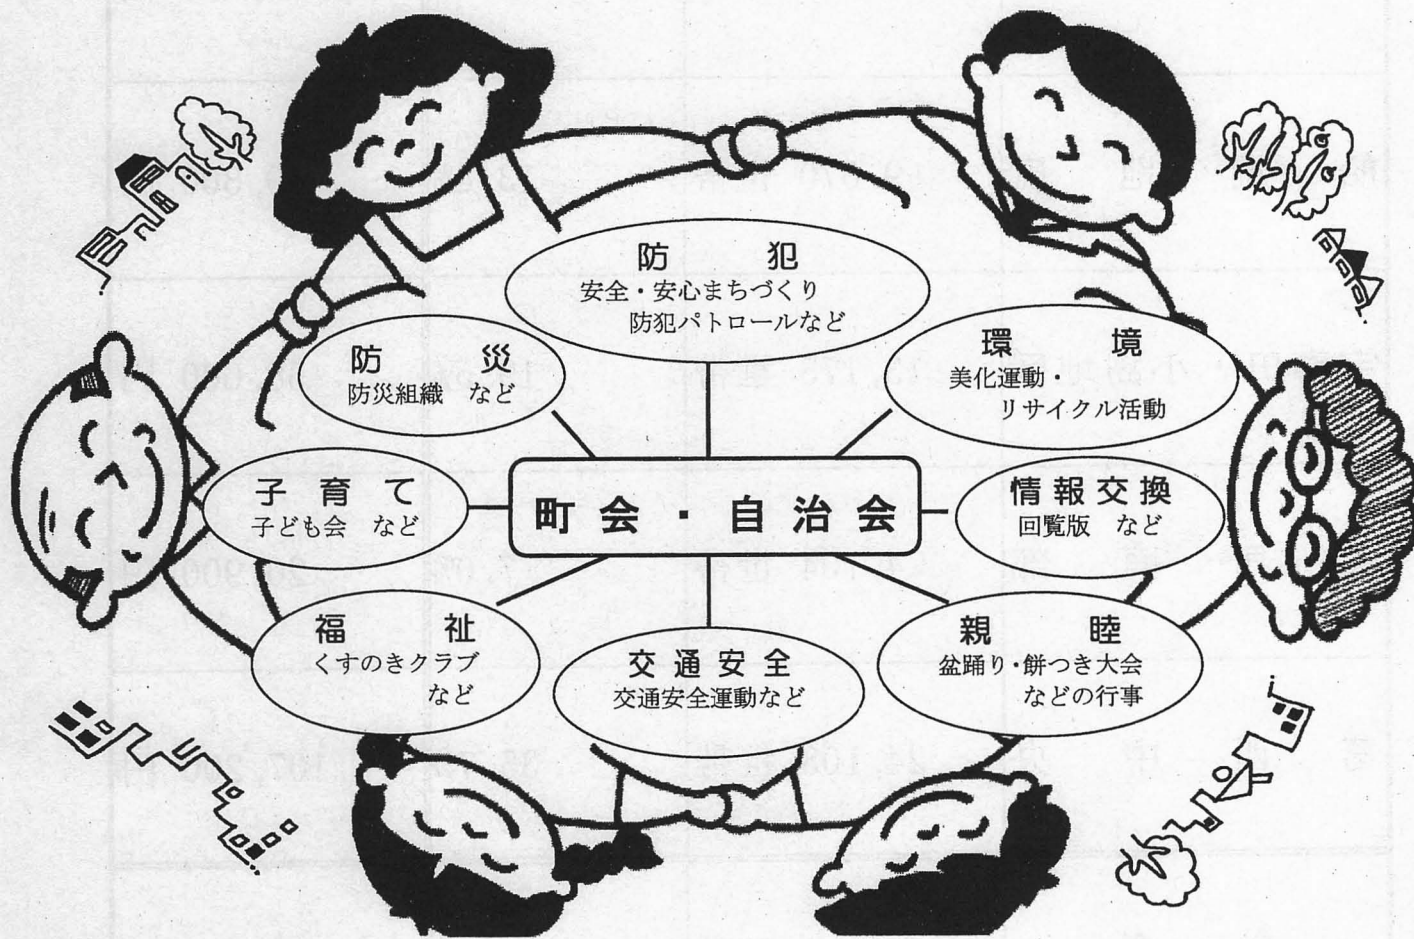 防犯
安全・安心まちづくり
防犯パトロールなど
防災
防災組織 など
環境
美化運動・
リサイクル活動
子育て
子ども会 など
町会・自治会
情報交換
回覧版 など
福祉
くすのきクラブ
など
交通安全
交通安全運動など
親睦
盆踊り・餅つき大会
などの行事